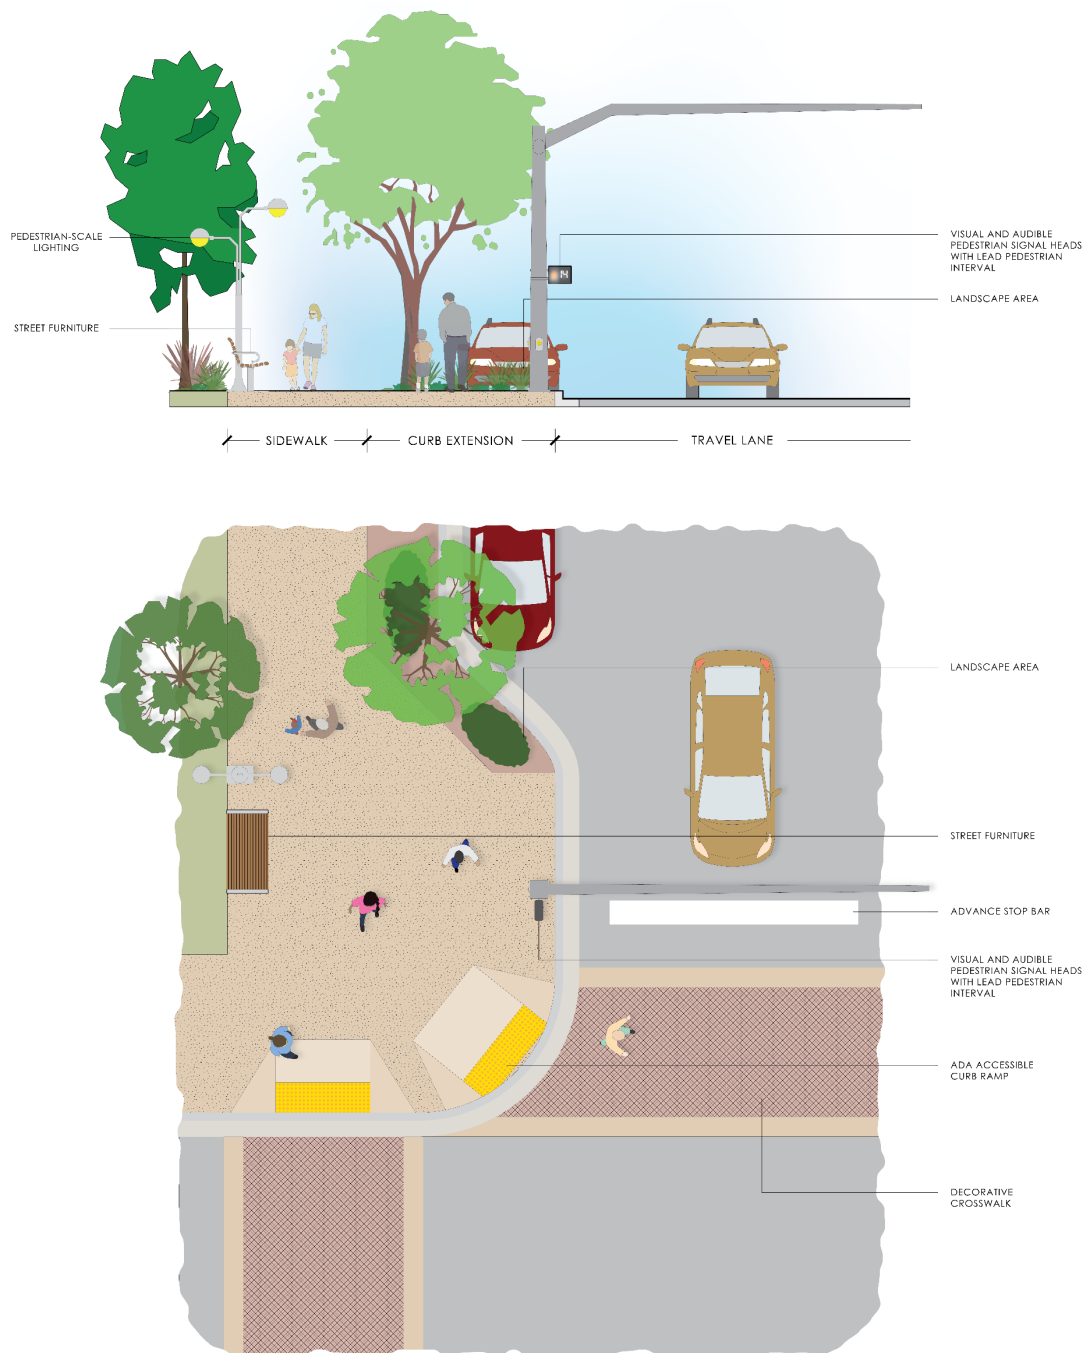 PEDESTRIAN-SCALE
LIGHTING
STREET FURNITURE
VISUAL AND AUDIBLE
PEDESTRIAN SIGNAL HEADS
WITH LEAD PEDESTRIAN
INTERVAL
14
LANDSCAPE AREA
SIDEWALK
CURB EXTENSION
TRAVEL LANE
LANDSCAPE AREA
STREET FURNITURE
ADVANCE STOP BAR
VISUAL AND AUDIBLE
PEDESTRIAN SIGNAL HEADS
WITH LEAD PEDESTRIAN
INTERVAL
ADA ACCESSIBLE
CURB RAMP
DECORATIVE
CROSSWALK